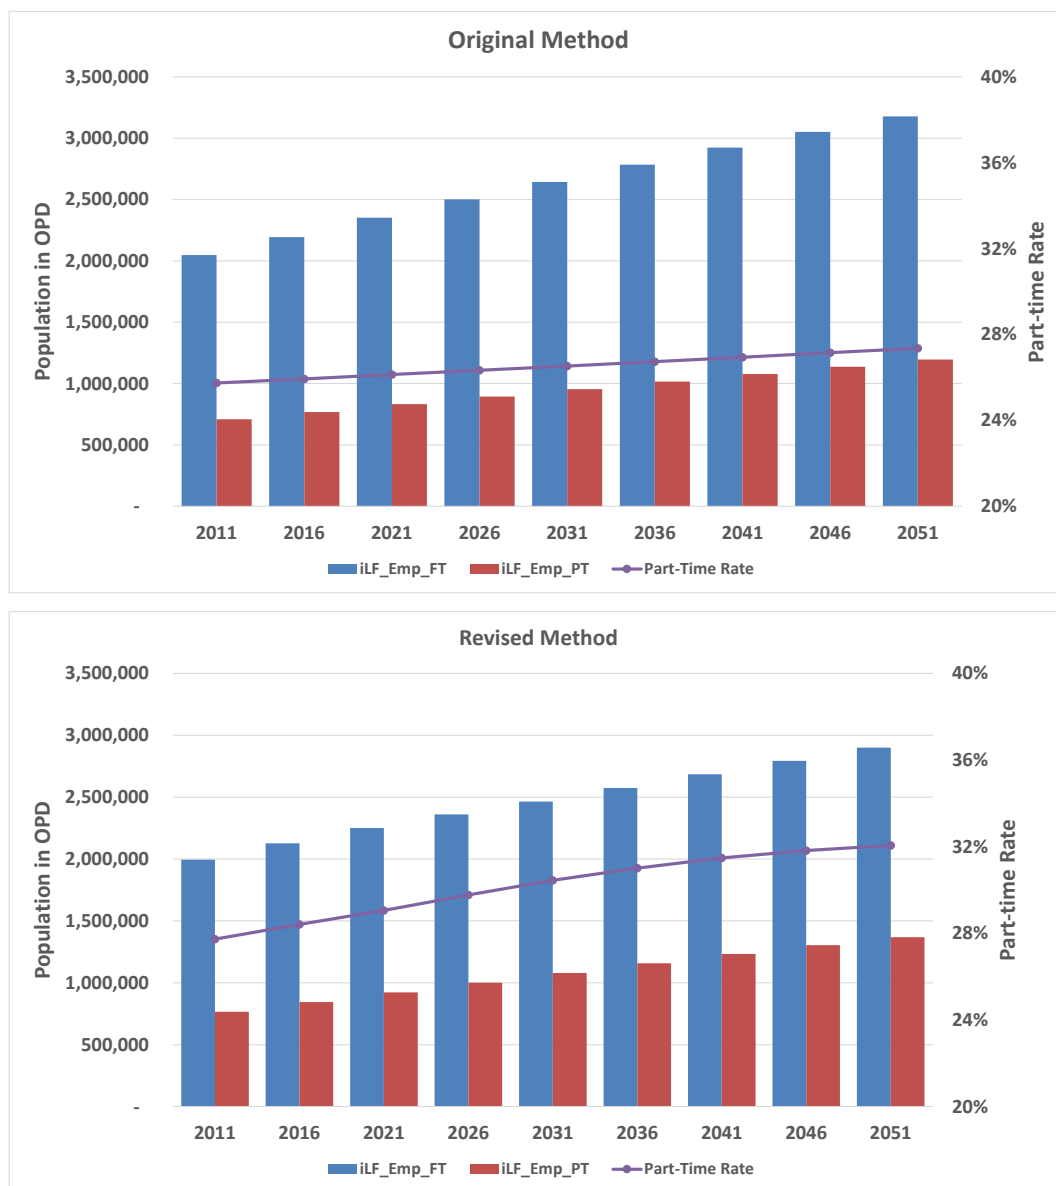 Original Method
3,500,000
3,000,000
2,500,000
2,000,000
1,500,000
1,000,000
500,000
-
Population in OPD
40%
36%
32%
28%
24%
20%
Part-time Rate
2011 2016 2021 2026 2031 2036 2041 2046 2051
iLF_Emp_FT iLF_Emp_PT Part-Time Rate
Revised Method
3,500,000
3,000,000
2,500,000
2,000,000
1,500,000
1,000,000
500,000
-
Population in OPD
40%
36%
32%
28%
24%
20%
Part-time Rate
2011 2016 2021 2026 2031 2036 2041 2046 2051
iLF_Emp_FT iLF_Emp_PT Part-Time Rate